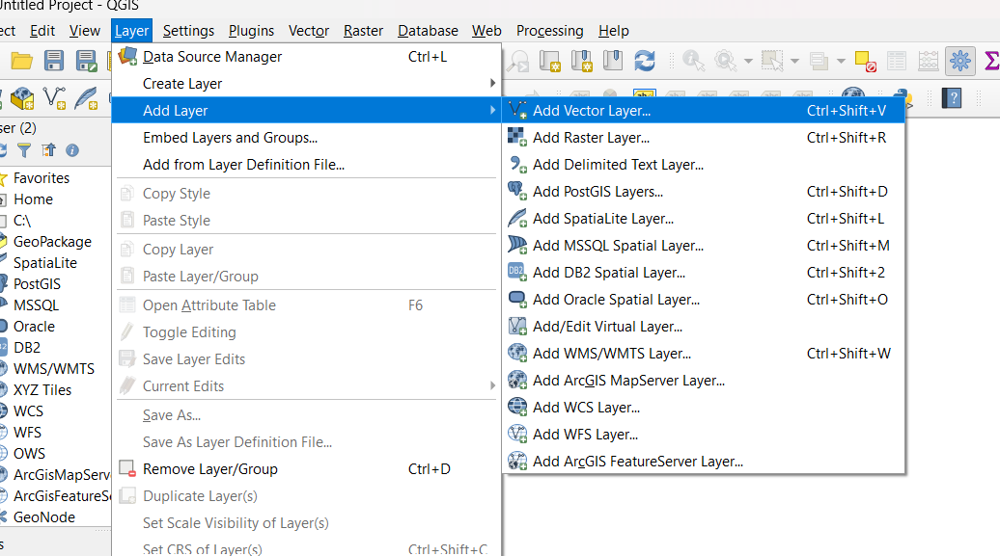 Untitled Project - QGIS
ect Edit View Layer Settings Plugins Vector Raster Database Web Processing Help
Data Source Manager Ctrl+L
Create Layer
Add Layer
Embed Layers and Groups...
Add from Layer Definition File...
Copy Style
Paste Style
Copy Layer
Paste Layer/Group
Open Attribute Table F6
Toggle Editing
Save Layer Edits
Current Edits
Save As...
Save As Layer Definition File...
Remove Layer/Group Ctrl+D
Duplicate Layer(s)
Set Scale Visibility of Layer(s)
Set CRS of Layer(s) Ctrl+Shift+C
Add Vector Layer... Ctrl+Shift+V
Add Raster Layer... Ctrl+Shift+R
Add Delimited Text Layer...
Add PostGIS Layers... Ctrl+Shift+D
Add SpatiaLite Layer... Ctrl+Shift+L
Add MSSQL Spatial Layer... Ctrl+Shift+M
Add DB2 Spatial Layer... Ctrl+Shift+2
Add Oracle Spatial Layer... Ctrl+Shift+O
Add/Edit Virtual Layer...
Add WMS/WMTS Layer... Ctrl+Shift+W
Add ArcGIS MapServer Layer...
Add WCS Layer...
Add WFS Layer...
Add ArcGIS FeatureServer Layer...
ser (2)
Favorites
Home
C:\
GeoPackage
SpatiaLite
PostGIS
MSSQL
Oracle
DB2
WMS/WMTS
XYZ Tiles
WCS
WFS
OWS
ArcGisMapServ
ArcGisFeatureS
GeoNode
s